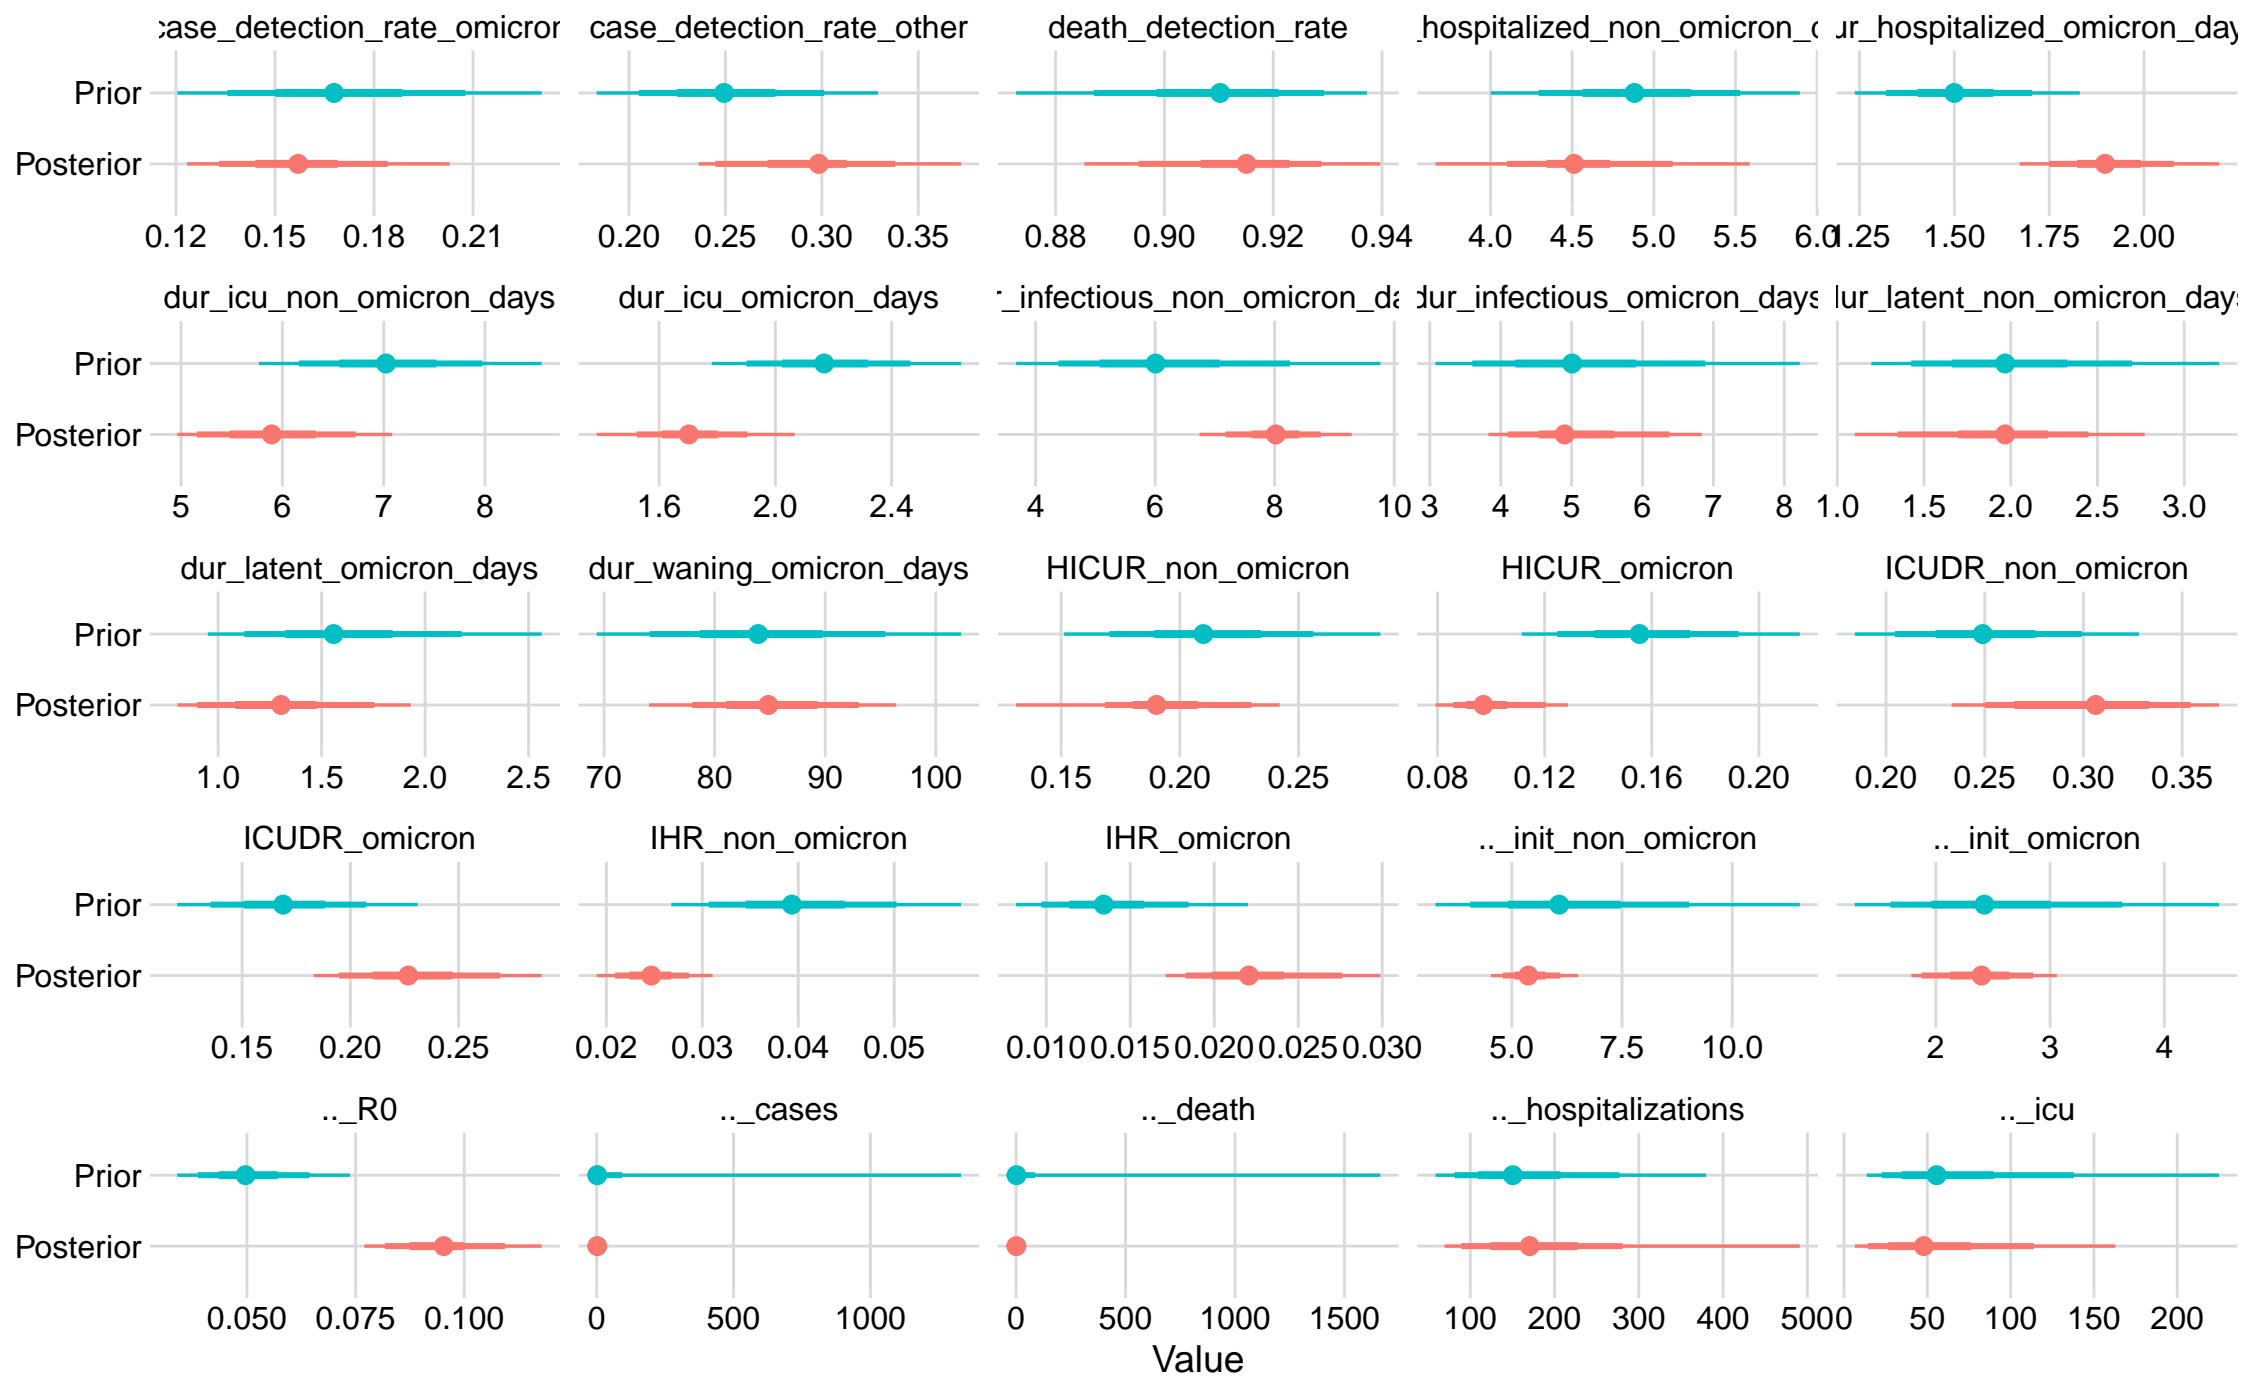 case_detection_rate_omicron case_detection_rate_other death_detection_rate _hospitalized_non_omicron_ ur_hospitalized_omicron_day
Prior
Posterior
0.12 0.15 0.18 0.21 0.20 0.25 0.30 0.35 0.88 0.90 0.92 0.94 4.0 4.5 5.0 5.5 6.0 1.25 1.50 1.75 2.00
dur_icu_non_omicron_days dur_icu_omicron_days r_infectious_non_omicron_da dur_infectious_omicron_days dur_latent_non_omicron_days
Prior
Posterior
5 6 7 8 1.6 2.0 2.4 4 6 8 10 3 4 5 6 7 8 1.0 1.5 2.0 2.5 3.0
dur_latent_omicron_days dur_waning_omicron_days HICUR_non_omicron HICUR_omicron ICUDR_non_omicron
Prior
Posterior
1.0 1.5 2.0 2.5 70 80 90 100 0.15 0.20 0.25 0.08 0.12 0.16 0.20 0.20 0.25 0.30 0.35
ICUDR_omicron IHR_non_omicron IHR_omicron .._init_non_omicron .._init_omicron
Prior
Posterior
0.15 0.20 0.25 0.02 0.03 0.04 0.05 0.010 0.015 0.020 0.025 0.030 5.0 7.5 10.0 2 3 4
.._R0 .._cases .._death .._hospitalizations .._icu
Prior
Posterior
0.050 0.075 0.100 0 500 1000 0 500 1000 1500 100 200 300 400 500 0 50 100 150 200
Value